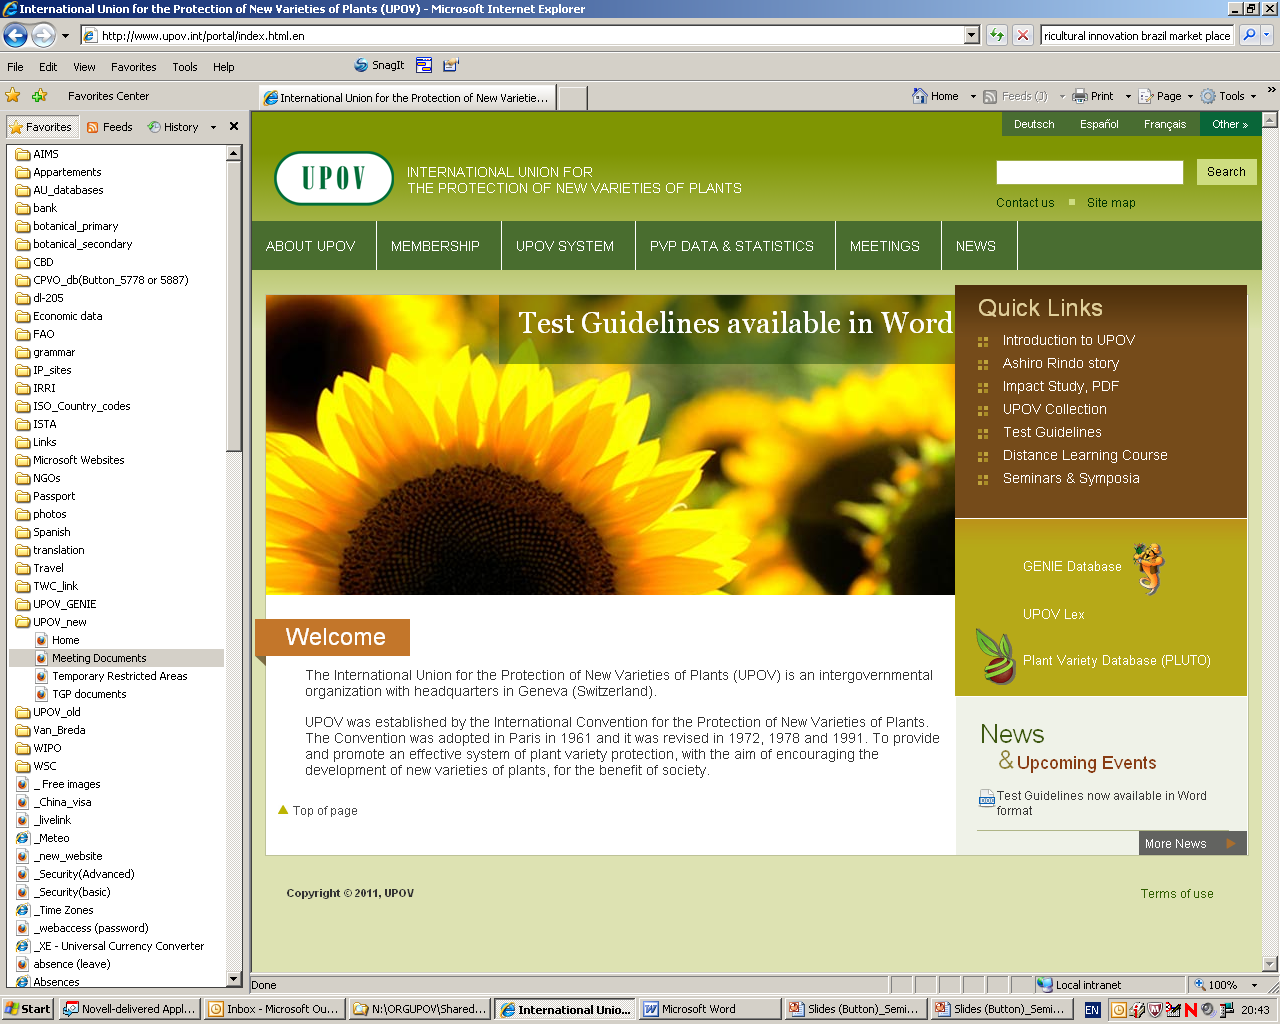 International Union for the Protection of New Varieties of Plants (UPOV) - Microsoft Internet Explorer
http://www.upov.int/portal/index.html.en
ricultural innovation brazil market place
File Edit View Favorites Tools Help
SnagIt
Favorites Center
International Union for the Protection of New Varietie...
Home Feeds (J) Print Page Tools »
Favorites Feeds History
AIMS
Appartements
AU_databases
bank
botanical_primary
botanical_secondary
CBD
CPVO_db(Button_5778 or 5887)
dl-205
Economic data
FAO
grammar
IP_sites
IRRI
ISO_Country_codes
ISTA
Links
Microsoft Websites
NGOs
Passport
photos
Spanish
translation
Travel
TWC_link
UPOV_GENIE
UPOV_new
Home
Meeting Documents
Temporary Restricted Areas
TGP documents
UPOV_old
Van_Breda
WIPO
WSC
_ Free images
_China_visa
_livelink
_Meteo
_new_website
_Security(Advanced)
_Security(basic)
_Time Zones
_webaccess (password)
_XE - Universal Currency Converter
absence (leave)
Absences
Deutsch Español Français Other »
UPOV
INTERNATIONAL UNION FOR
THE PROTECTION OF NEW VARIETIES OF PLANTS
Search
Contact us Site map
ABOUT UPOV MEMBERSHIP UPOV SYSTEM PVP DATA & STATISTICS MEETINGS NEWS
Test Guidelines available in Word
Quick Links
Introduction to UPOV
Ashiro Rindo story
Impact Study, PDF
UPOV Collection
Test Guidelines
Distance Learning Course
Seminars & Symposia
GENIE Database
UPOV Lex
Plant Variety Database (PLUTO)
Welcome
The International Union for the Protection of New Varieties of Plants (UPOV) is an intergovernmental
organization with headquarters in Geneva (Switzerland).
UPOV was established by the International Convention for the Protection of New Varieties of Plants.
The Convention was adopted in Paris in 1961 and it was revised in 1972, 1978 and 1991. To provide
and promote an effective system of plant variety protection, with the aim of encouraging the
development of new varieties of plants, for the benefit of society.
Top of page
News
& Upcoming Events
DOC Test Guidelines now available in Word
format
More News
Copyright © 2011, UPOV
Terms of use
Done
Local intranet
100%
Start
Novell-delivered Appl...
Inbox - Microsoft Ou...
N:\ORGUPOV\Shared...
International Unio...
Microsoft Word
Slides (Button)_Semi...
Slides (Button)_Semi...
EN
20:43